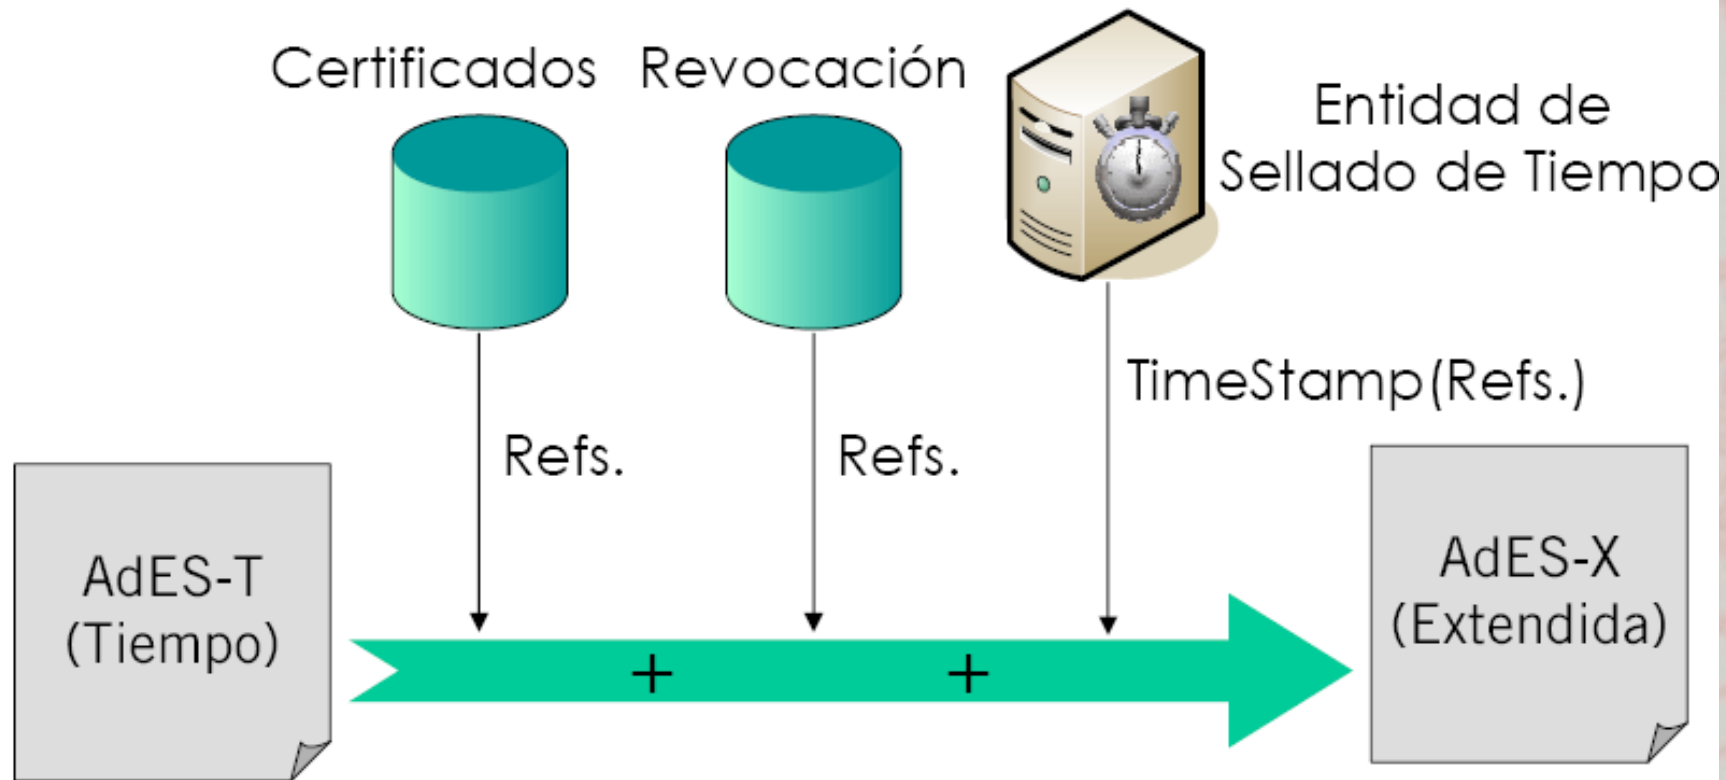 Certificados
Revocación
Entidad de
Sellado de Tiempo
TimeStamp(Refs.)
Refs.
Refs.
AdES-T
(Tiempo)
AdES-X
(Extendida)
+
+